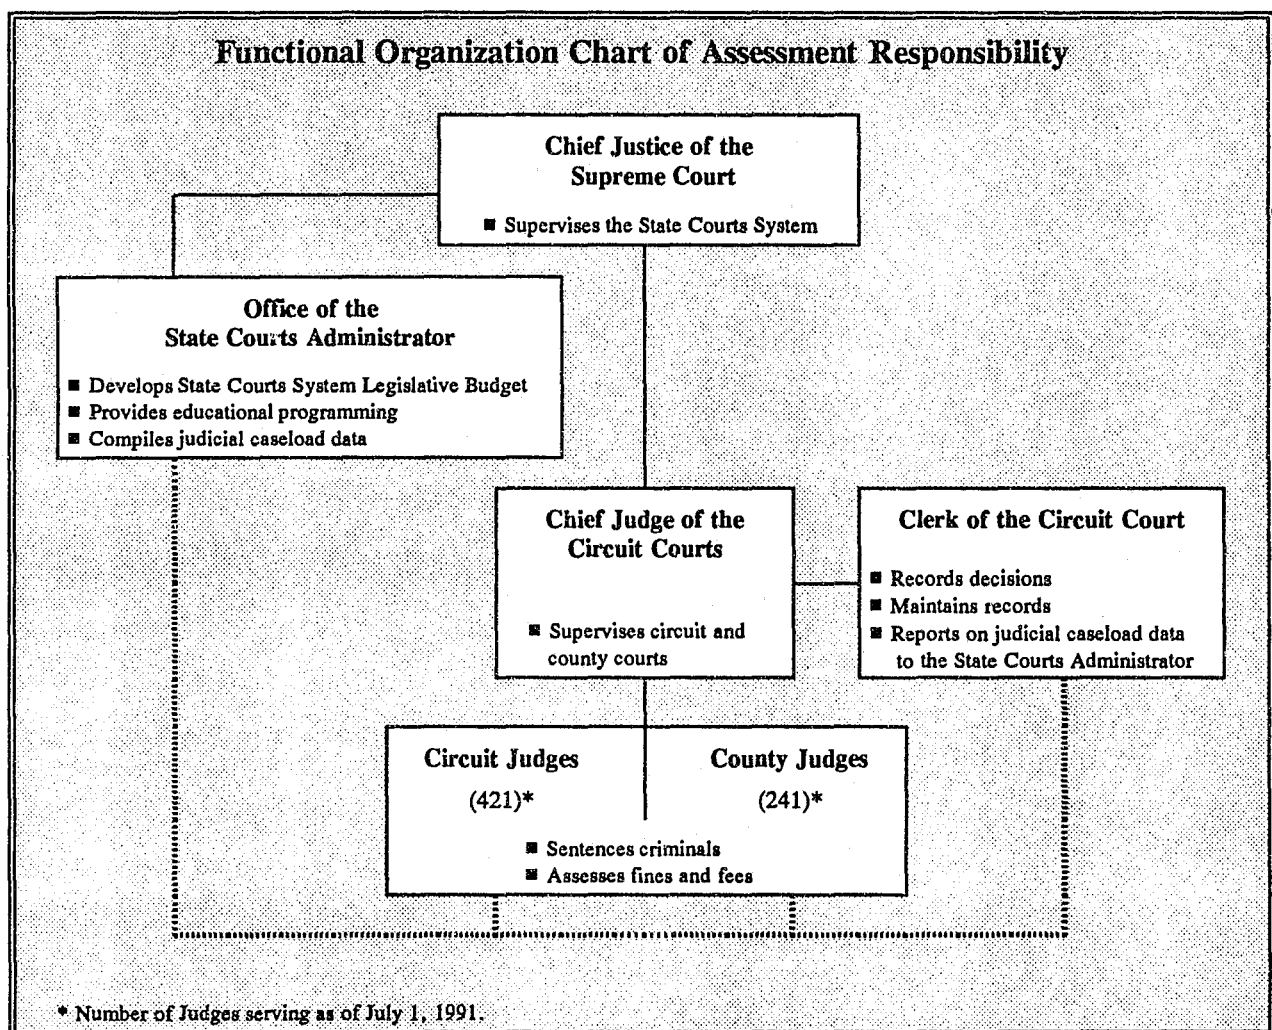 Functional Organization Chart of Assessment Responsibility
Chief Justice of the
Supreme Court
■ Supervises the State Courts System
Office of the
State Courts Administrator
■ Develops State Courts System Legislative Budget
■ Provides educational programming
■ Compiles judicial caseload data
Chief Judge of the
Circuit Courts
■ Supervises circuit and
county courts
Clerk of the Circuit Court
■ Records decisions
■ Maintains records
■ Reports on judicial caseload data
to the State Courts Administrator
Circuit Judges
(421)*
County Judges
(241)*
■ Sentences criminals
■ Assesses fines and fees
* Number of Judges serving as of July 1, 1991.